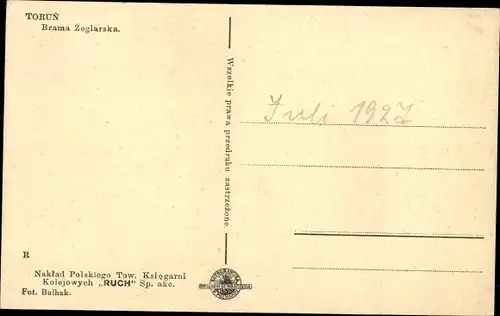 TORUŃ
Brama Żeglarska.
Wszelkie prawa przedruku zastrzeżone.
Juli 1927
R
Nakład Polskiego Tow. Księgarni
Kolejowych „RUCH" Sp. akc.
Fot. Bułhak.